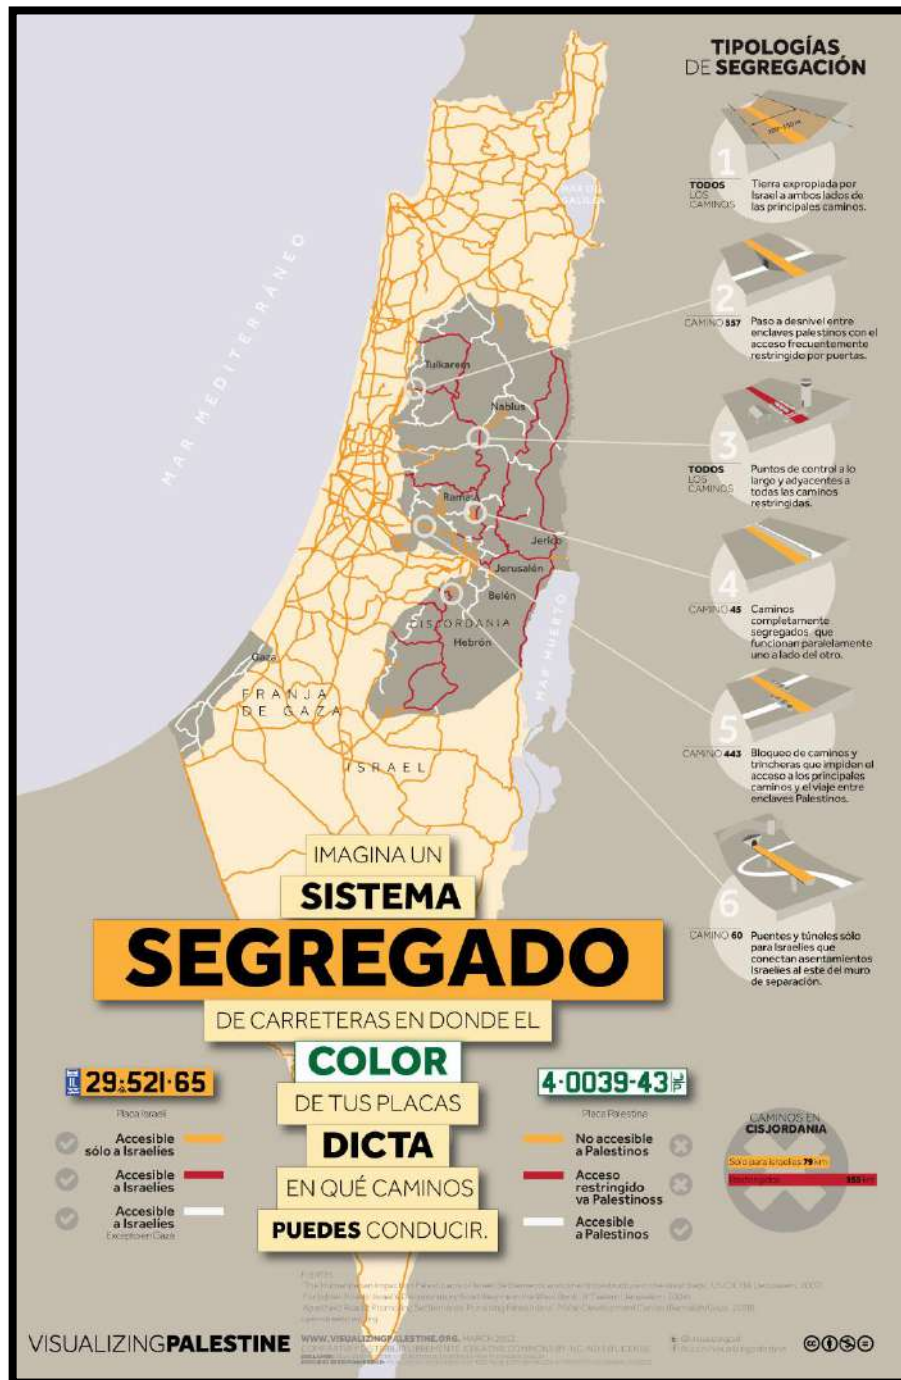 TIPOLOGÍAS
DE SEGREGACIÓN
1
TODOS
LOS
CAMINOS
Tierra expropiada por
Israel a ambos lados de
las principales caminos.
2
CAMINO 557
Paso a desnivel entre
enclaves palestinos con el
acceso frecuentemente
restringido por puertas.
3
TODOS
LOS
CAMINOS
Puntos de control a lo
largo y adyacentes a
todas las caminos
restringidas.
4
CAMINO 45
Caminos
completamente
segregados que
funcionan paralelamente
uno a lado del otro.
5
CAMINO 443
Bloqueo de caminos y
trincheras que impiden el
acceso a los principales
caminos y el viaje entre
enclaves Palestinos.
6
CAMINO 60
Puentes y túneles sólo
para Israelíes que
conectan asentamientos
Israelíes al este del muro
de separación.
MAR MEDITERRÁNEO
MAR DE
GALILEA
Tulkarem
Nablus
Ramala
Jericó
Jerusalén
Belén
CISJORDANIA
Hebrón
MAR MUERTO
Gaza
FRANJA
DE GAZA
ISRAEL
IMAGINA UN
SISTEMA
SEGREGADO
DE CARRETERAS EN DONDE EL
COLOR
DE TUS PLACAS
DICTA
EN QUÉ CAMINOS
PUEDES CONDUCIR.
IL
29·521·65
Placa Israelí
Accesible
sólo a Israelíes
Accesible
a Israelíes
Accesible
a Israelíes
Excepto en Gaza
4·0039-43
Placa Palestina
No accesible
a Palestinos
Acceso
restringido
va Palestinoss
Accesible
a Palestinos
CAMINOS EN
CISJORDANIA
Sólo para israelíes 79 km
Restringidos
VISUALIZINGPALESTINE
WWW.VISUALIZINGPALESTINE.ORG